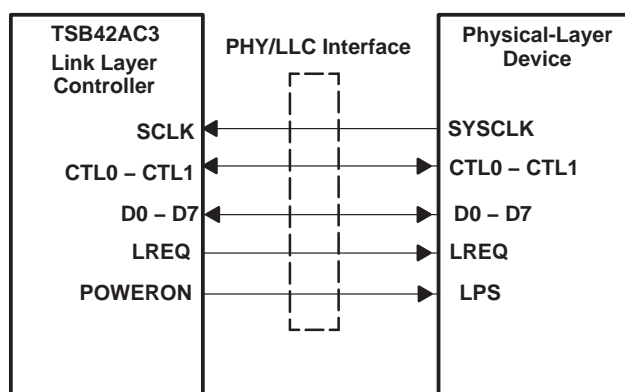 TSB42AC3
Link Layer
Controller
PHY/LLC Interface
Physical-Layer
Device
SCLK
SYSCLK
CTL0 – CTL1
CTL0 – CTL1
D0 – D7
D0 – D7
LREQ
LREQ
POWERON
LPS